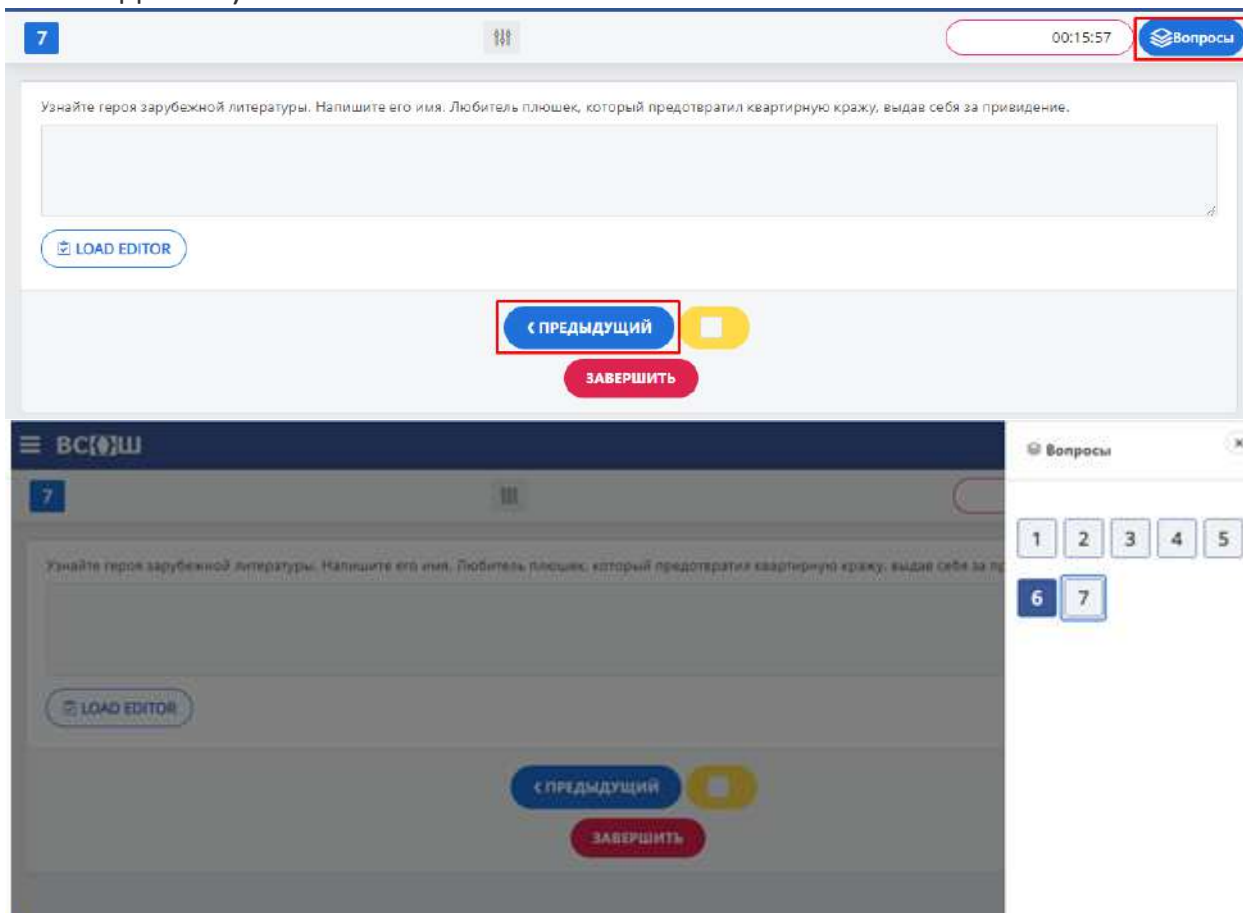 7
00:15:57
Вопросы
Узнайте героя зарубежной литературы. Напишите его имя. Любитель плюшек, который предотвратил квартирную кражу, выдав себя за привидение.
LOAD EDITOR
ПРЕДЫДУЩИЙ
ЗАВЕРШИТЬ
ВС Ш
Вопросы
7
1 2 3 4 5
Узнайте героя зарубежной литературы. Напишите его имя. Любитель плюшек, который предотвратил квартирную кражу, выдав себя за
6 7
LOAD EDITOR
ПРЕДЫДУЩИЙ
ЗАВЕРШИТЬ